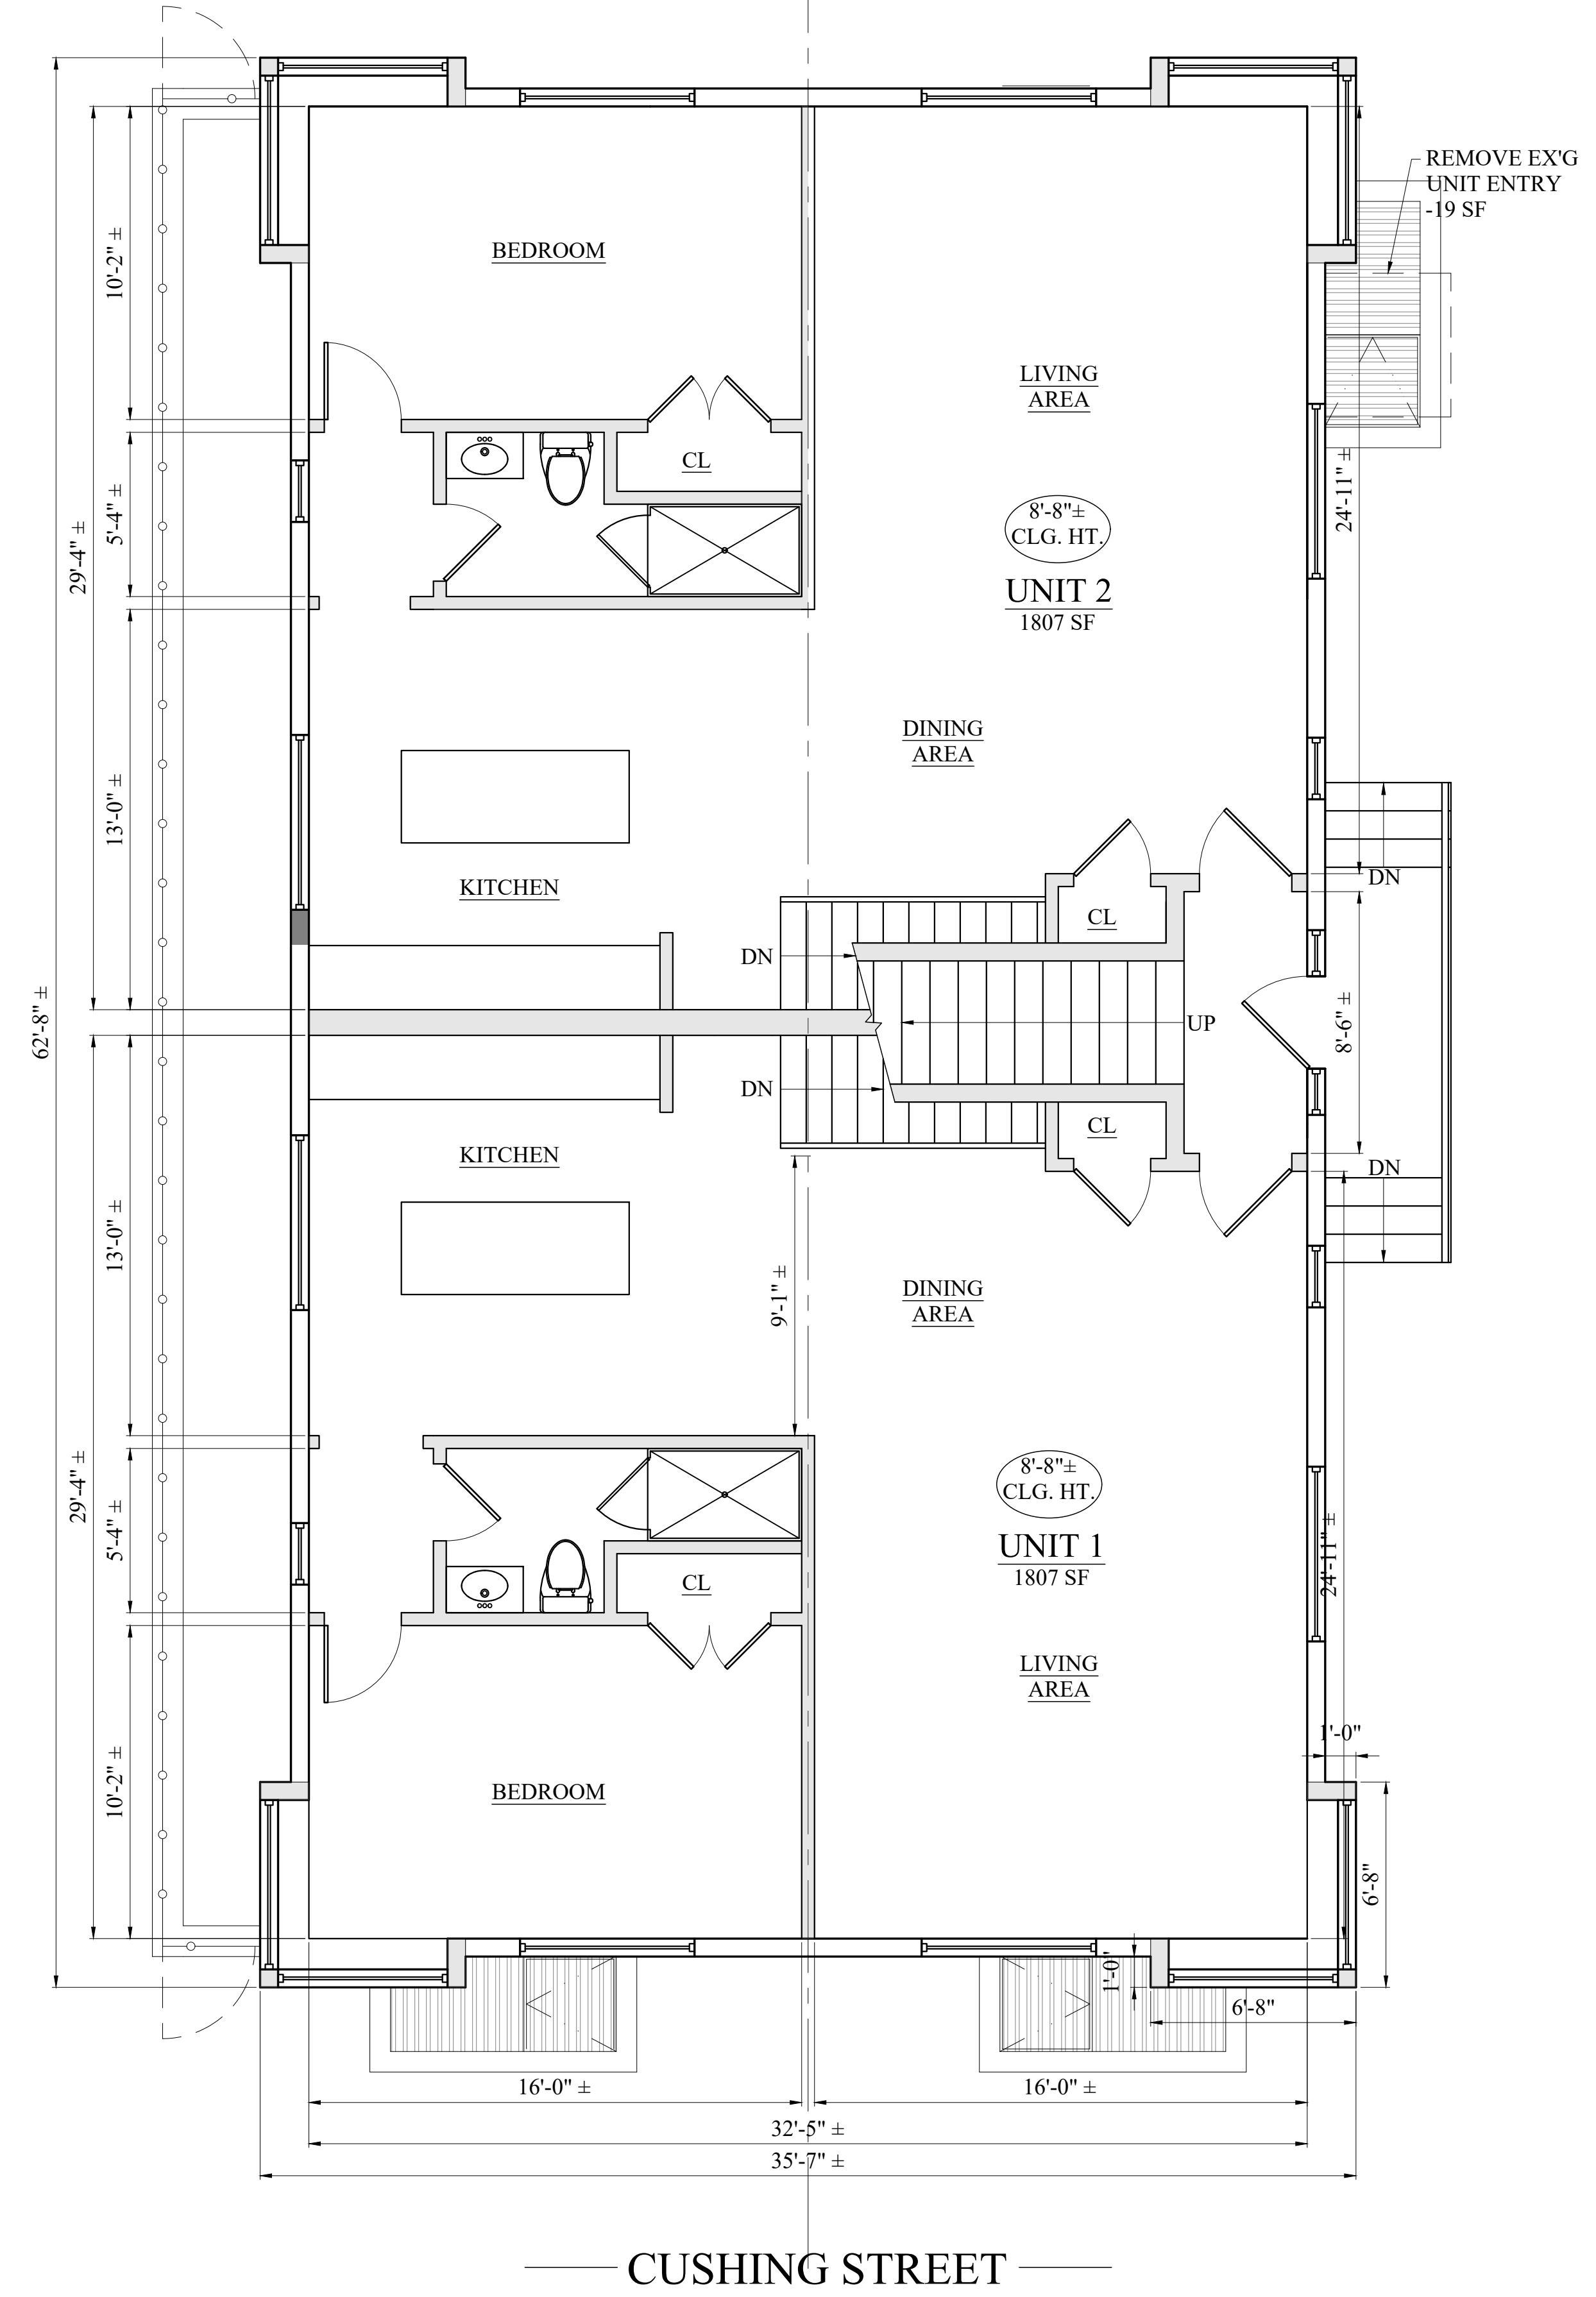 REMOVE EX'G
UNIT ENTRY
-19 SF
BEDROOM
10'-2" ±
LIVING
AREA
CL
5'-4" ±
29'-4" ±
24'-11" ±
8'-8"±
CLG. HT.
UNIT 2
1807 SF
DINING
AREA
13'-0" ±
KITCHEN
DN
CL
DN
62'-8" ±
UP
8'-6" ±
DN
CL
KITCHEN
DN
13'-0" ±
9'-1" ±
DINING
AREA
29'-4" ±
5'-4" ±
8'-8"±
CLG. HT.
UNIT 1
1807 SF
24'-11" ±
CL
LIVING
AREA
1'-0"
BEDROOM
10'-2" ±
6'-8"
1'-0"
6'-8"
16'-0" ±
16'-0" ±
32'-5" ±
35'-7" ±
CUSHING STREET